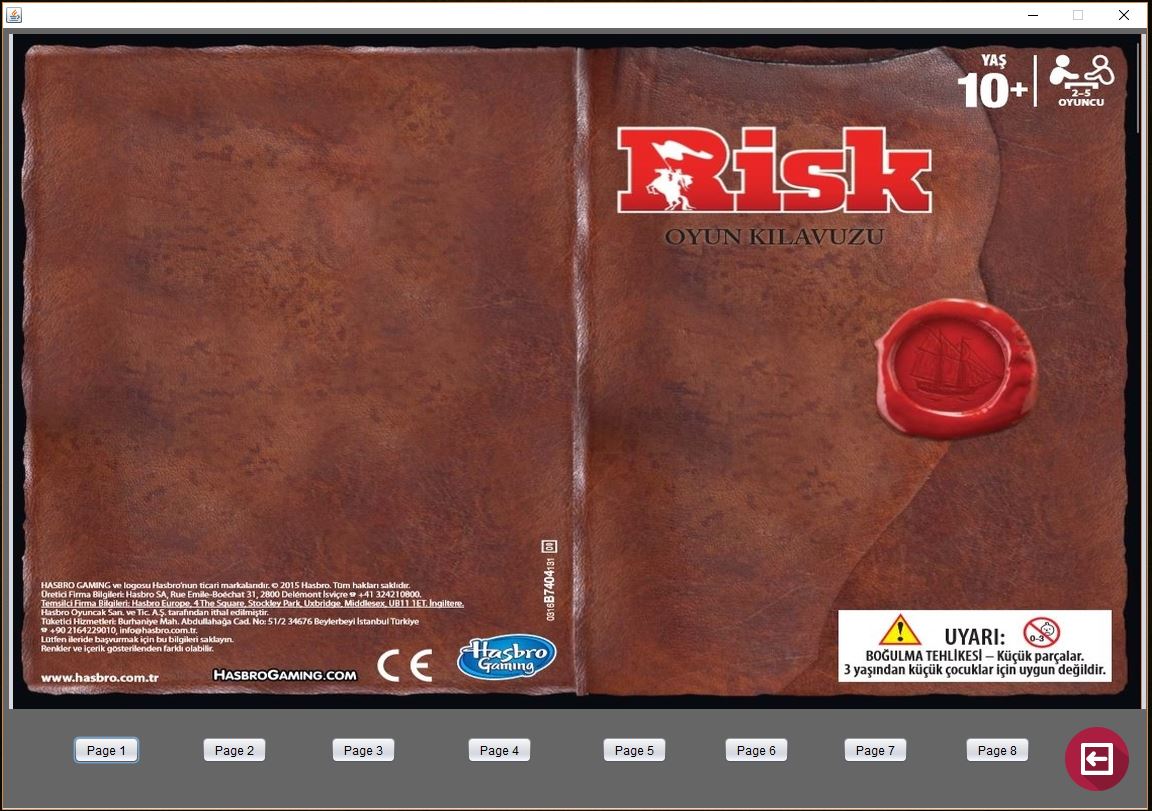 YAŞ
10+
2-5
OYUNCU
Risk
OYUN KILAVUZU
0316B7404131 00
HASBRO GAMING ve logosu Hasbro'nun ticari markalarıdır. © 2015 Hasbro. Tüm hakları saklıdır.
Üretici Firma Bilgileri: Hasbro SA, Rue Emile-Boéchat 31, 2800 Delémont İsviçre ☎ +41 324210800.
Temsilci Firma Bilgileri: Hasbro Europe, 4 The Square, Stockley Park, Uxbridge, Middlesex, UB11 1ET. İngiltere.
Hasbro Oyuncak San. ve Tic. A.Ş. tarafından ithal edilmiştir.
Tüketici Hizmetleri: Burhaniye Mah. Abdullahağa Cad. No: 51/2 34676 Beylerbeyi İstanbul Türkiye
☎ +90 2164229010, info@hasbro.com.tr.
Lütfen ileride başvurmak için bu bilgileri saklayın.
Renkler ve içerik gösterilenden farklı olabilir.
www.hasbro.com.tr
HASBROGAMING.COM
CE
Hasbro
Gaming
UYARI:
0-3
BOĞULMA TEHLİKESİ – Küçük parçalar.
3 yaşından küçük çocuklar için uygun değildir.
Page 1
Page 2
Page 3
Page 4
Page 5
Page 6
Page 7
Page 8